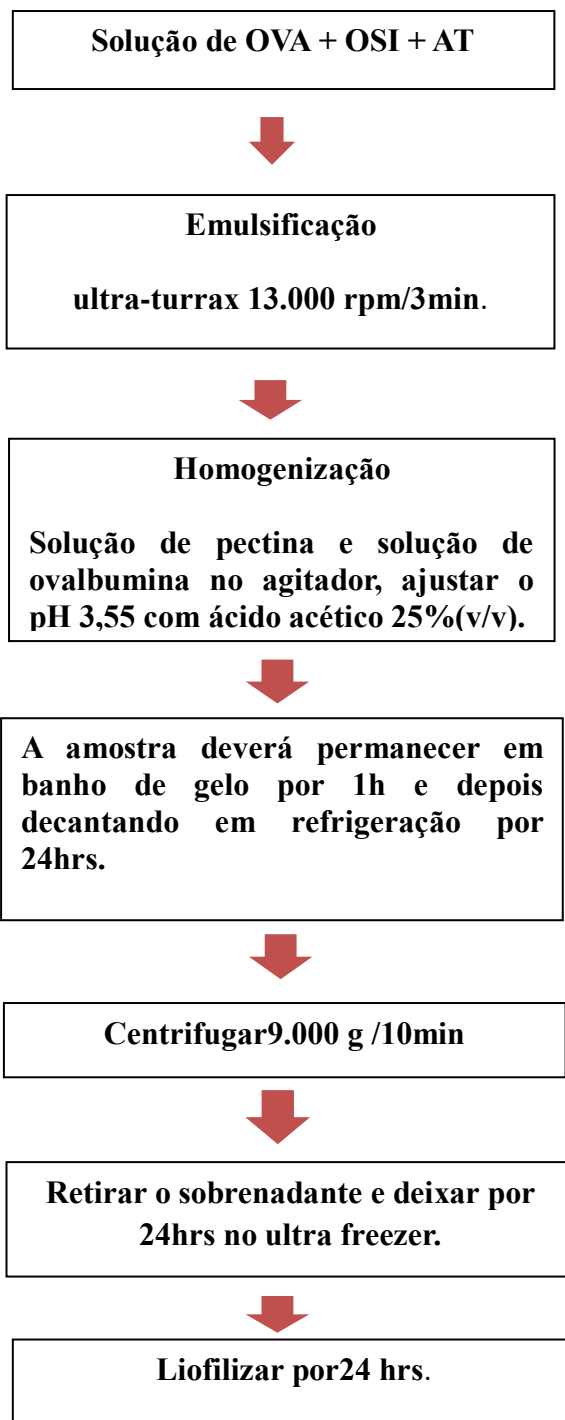 Solução de OVA + OSI + AT
Emulsificação
ultra-turrax 13.000 rpm/3min.
Homogenização
Solução de pectina e solução de
ovalbumina no agitador, ajustar o
pH 3,55 com ácido acético 25%(v/v).
A amostra deverá permanecer em
banho de gelo por 1h e depois
decantando em refrigeração por
24hrs.
Centrifugar9.000 g /10min
Retirar o sobrenadante e deixar por
24hrs no ultra freezer.
Liofilizar por24 hrs.